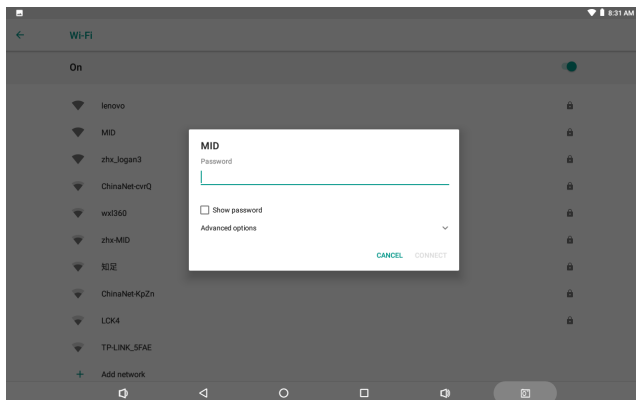 8:31 AM
Wi-Fi
On
lenovo
MID
zhx_logan3
ChinaNet-cvrQ
wxl360
zhx-MID
知足
ChinaNet-KpZn
LCK4
TP-LINK_5FAE
Add network
MID
Password
Show password
Advanced options
CANCEL CONNECT